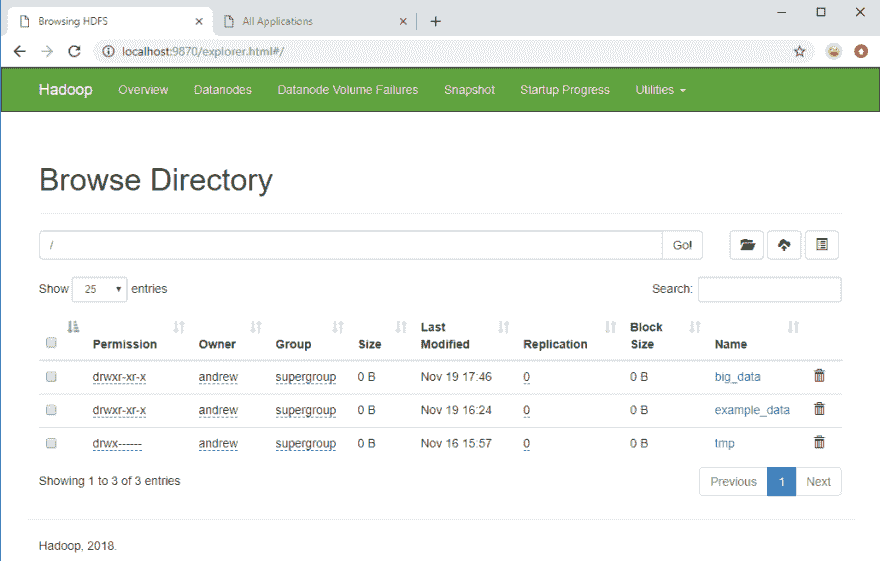 Browsing HDFS All Applications
localhost:9870/explorer.html#/
Hadoop Overview Datanodes Datanode Volume Failures Snapshot Startup Progress Utilities
Browse Directory
/ Go!
Show 25 entries Search:
Permission Owner Group Size Last Modified Replication Block Size Name
drwxr-xr-x andrew supergroup 0 B Nov 19 17:46 0 0 B big_data
drwxr-xr-x andrew supergroup 0 B Nov 19 16:24 0 0 B example_data
drwx------ andrew supergroup 0 B Nov 16 15:57 0 0 B tmp
Showing 1 to 3 of 3 entries Previous 1 Next
Hadoop, 2018.